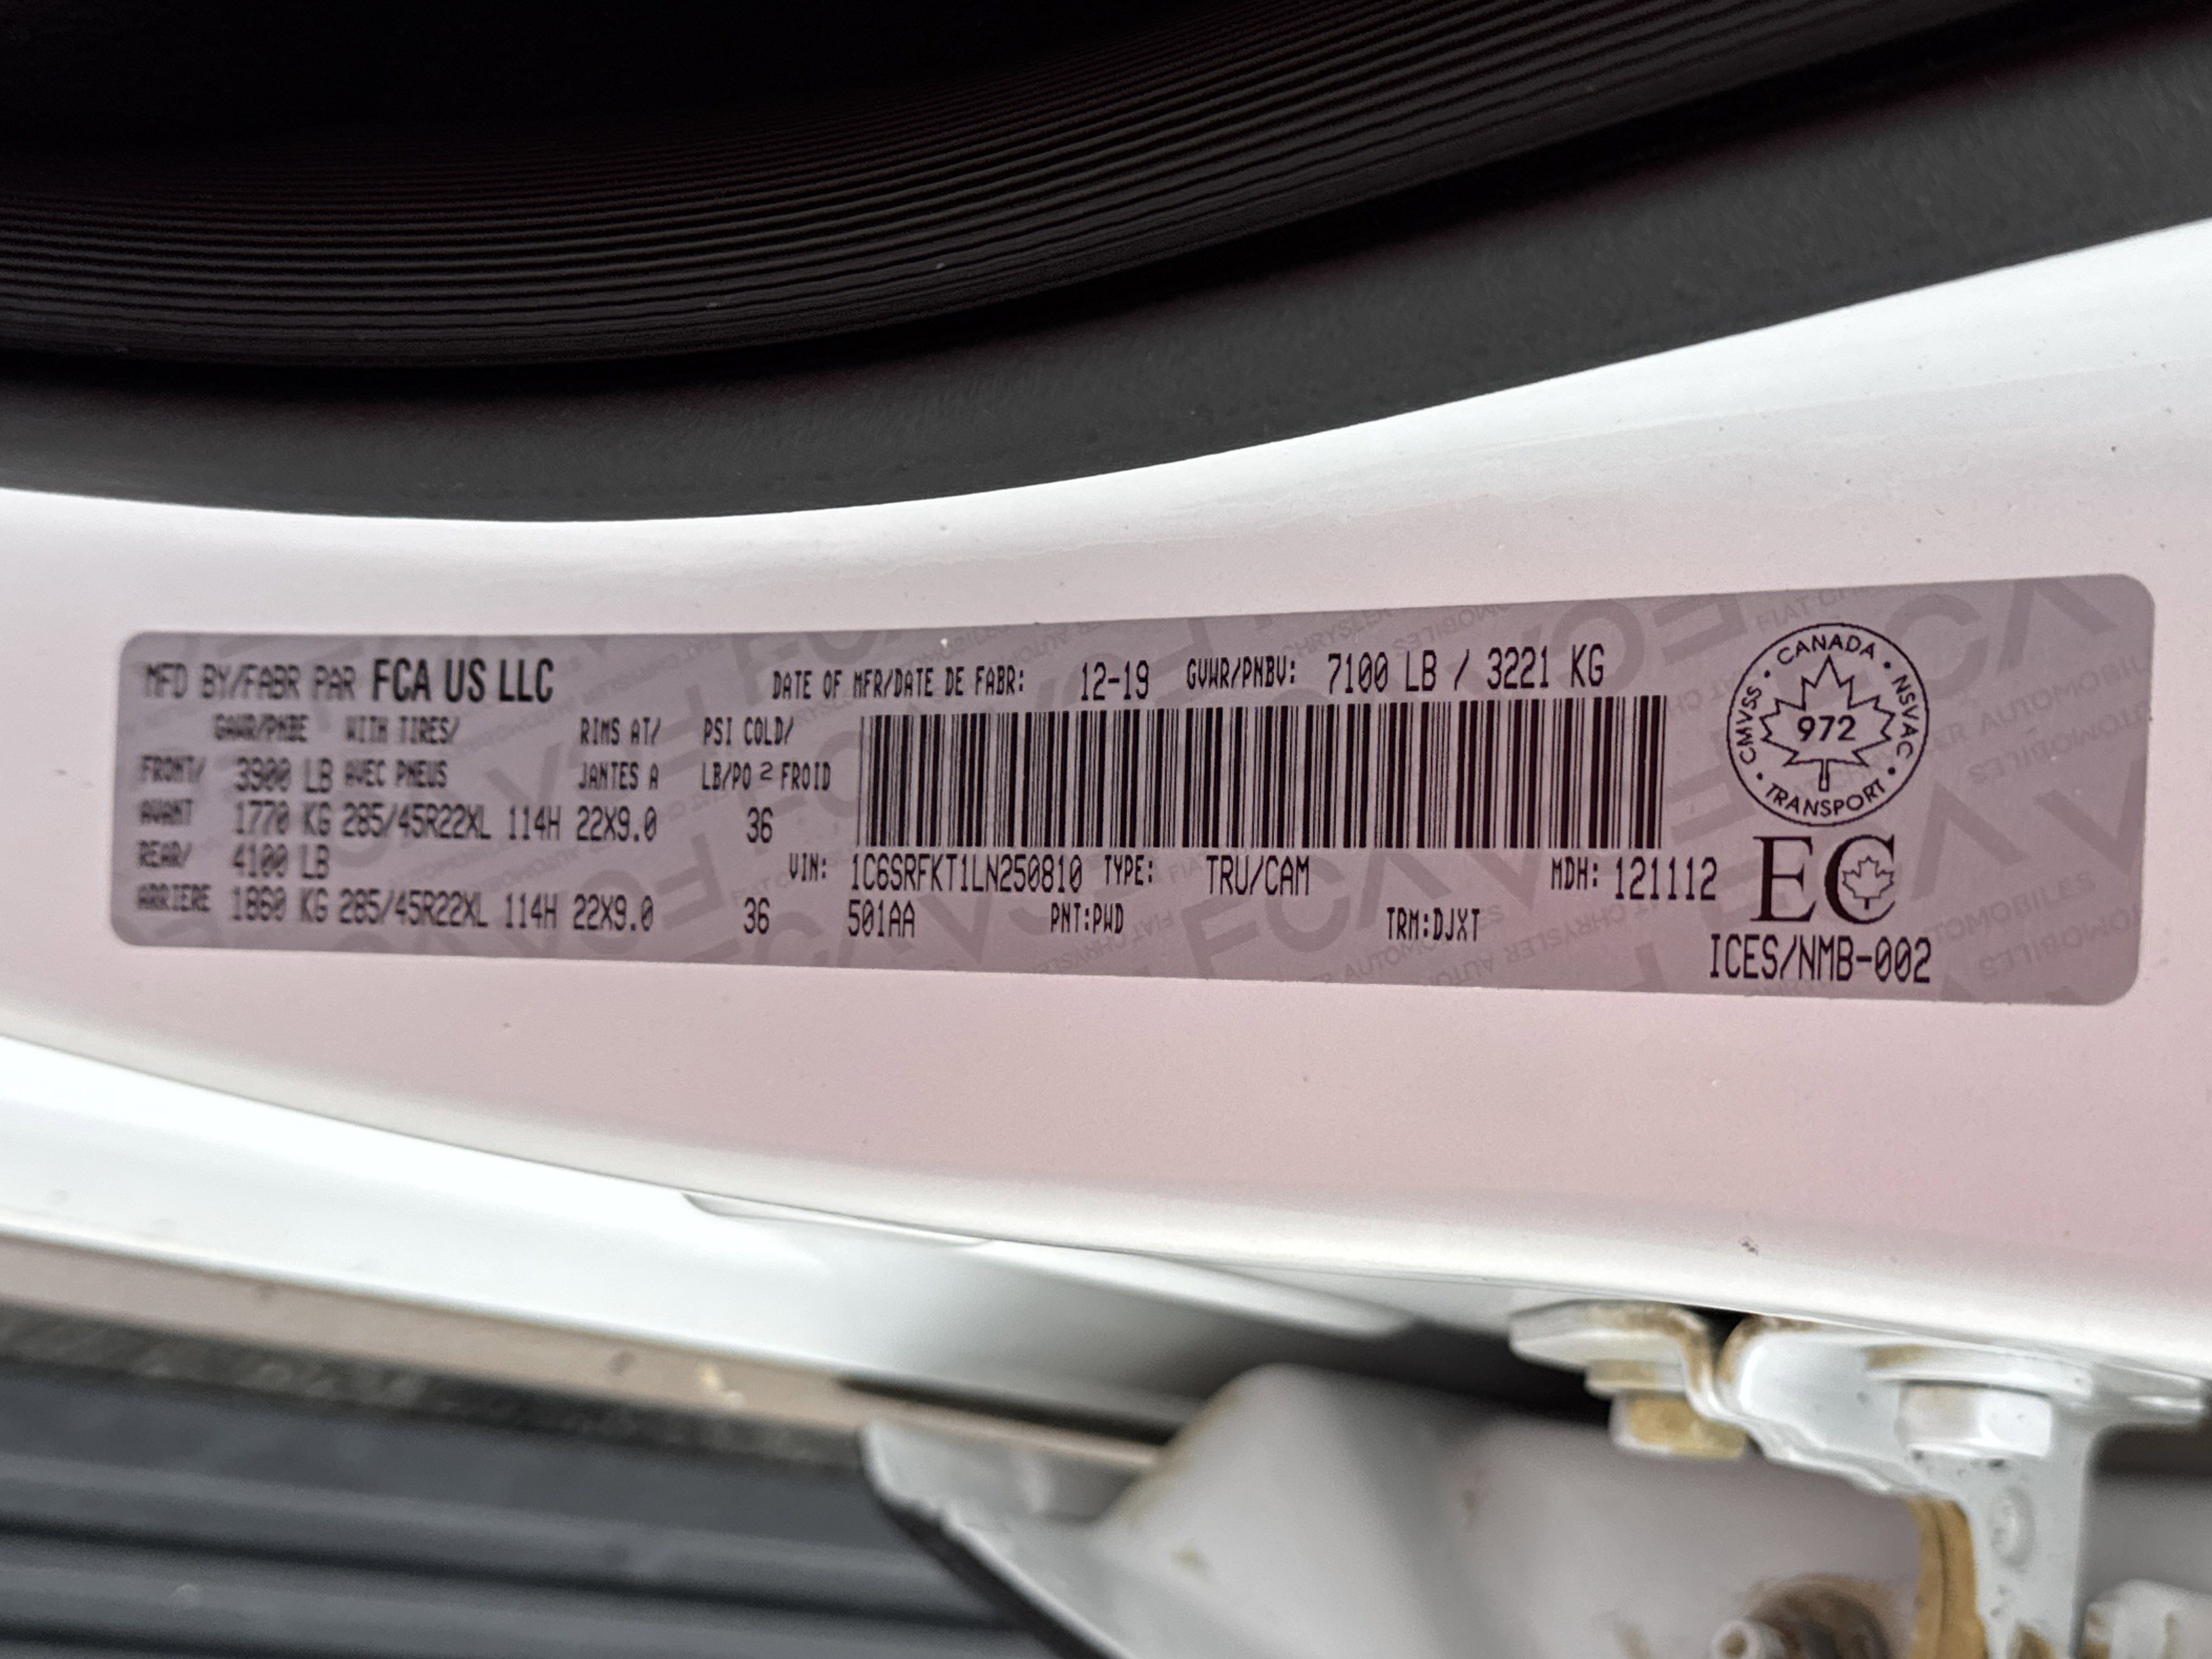 MFD BY/FABR PAR FCA US LLC
DATE OF MFR/DATE DE FABR: 12-19 GVWR/PNBV: 7100 LB / 3221 KG
GAWR/PNBE WITH TIRES/ RIMS AT/ PSI COLD/
FRONT/ 3900 LB AVEC PNEUS JANTES A LB/PO 2 FROID
AVANT 1770 KG 285/45R22XL 114H 22X9.0 36
REAR/ 4100 LB
ARRIERE 1860 KG 285/45R22XL 114H 22X9.0 36
VIN: 1C6SRFKT1LN250810 TYPE: TRU/CAM MDH: 121112
501AA PNT:PWD TRM:DJXT
CANADA • NSVAC • TRANSPORT • CMVSS •
972
EC
ICES/NMB-002